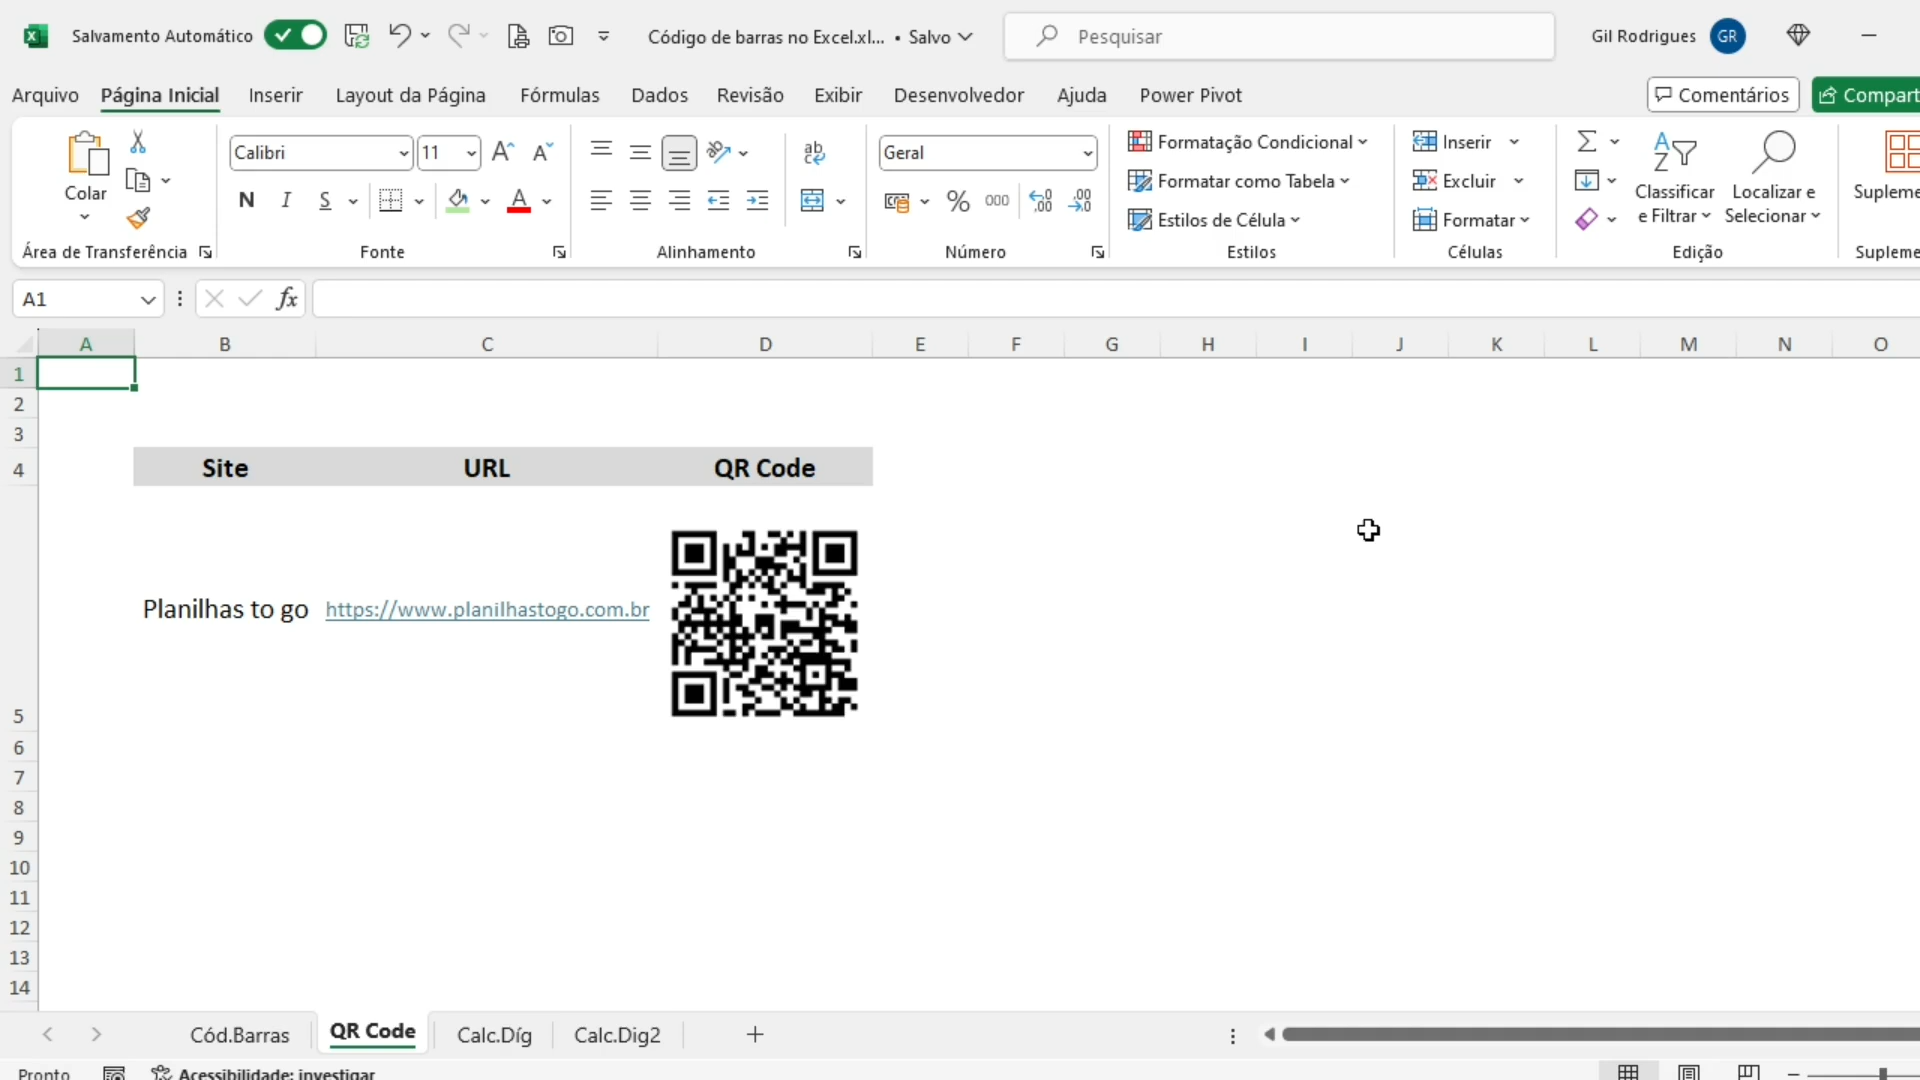 Salvamento Automático
Código de barras no Excel.xl... • Salvo
Pesquisar
Gil Rodrigues
GR
Arquivo
Página Inicial
Inserir
Layout da Página
Fórmulas
Dados
Revisão
Exibir
Desenvolvedor
Ajuda
Power Pivot
Comentários
Compart
Colar
Área de Transferência
Calibri
11
N I S
Fonte
Alinhamento
Geral
% 000
Número
Formatação Condicional
Formatar como Tabela
Estilos de Célula
Estilos
Inserir
Excluir
Formatar
Células
Classificar
e Filtrar
Localizar e
Selecionar
Edição
Supleme
Supleme
A1
fx
A B C D E F G H I J K L M N O
1
2
3
4 Site URL QR Code
5 Planilhas to go https://www.planilhastogo.com.br
6
7
8
9
10
11
12
13
14
Cód.Barras
QR Code
Calc.Díg
Calc.Dig2
Pronto
Acessibilidade: investigar